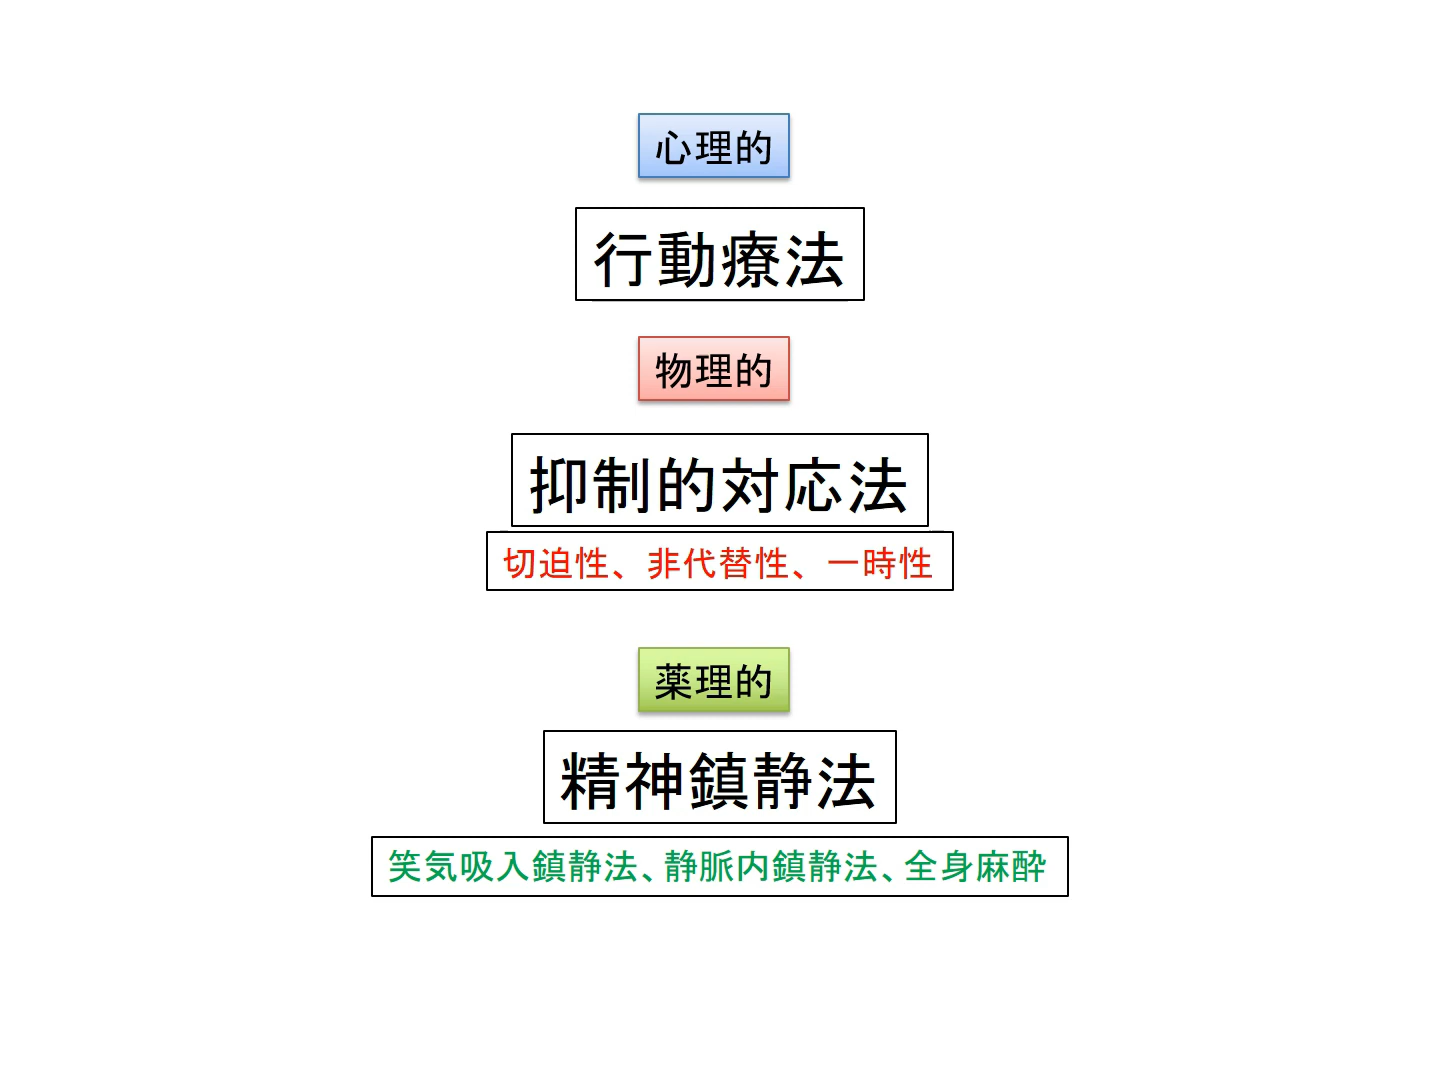 心理的
行動療法
物理的
抑制的対応法
切迫性、非代替性、一時性
薬理的
精神鎮静法
笑気吸入鎮静法、静脈内鎮静法、全身麻酔